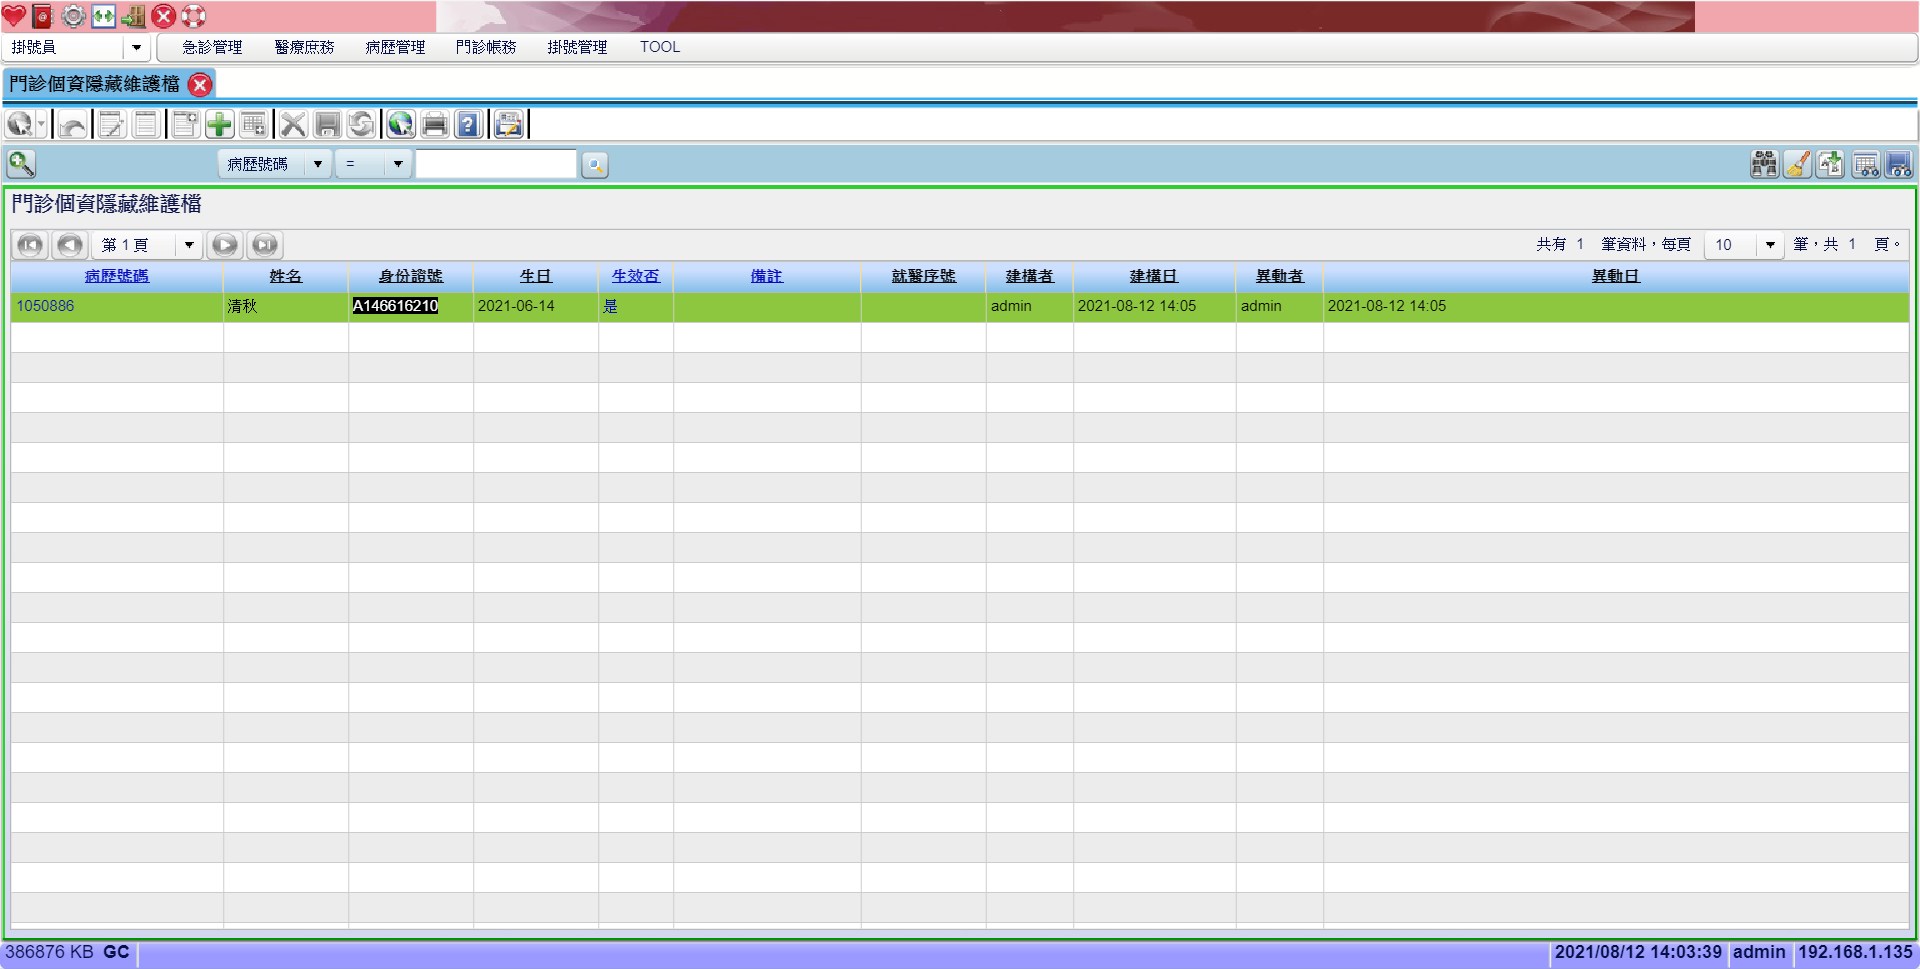 掛號員 急診管理 醫療庶務 病歷管理 門診帳務 掛號管理 TOOL
門診個資隱藏維護檔
病歷號碼 =
門診個資隱藏維護檔
第 1 頁 共有 1 筆資料，每頁 10 筆，共 1 頁。
病歷號碼 姓名 身份證號 生日 生效否 備註 就醫序號 建構者 建構日 異動者 異動日
1050886 清秋 A146616210 2021-06-14 是 admin 2021-08-12 14:05 admin 2021-08-12 14:05
386876 KB GC 2021/08/12 14:03:39 admin 192.168.1.135